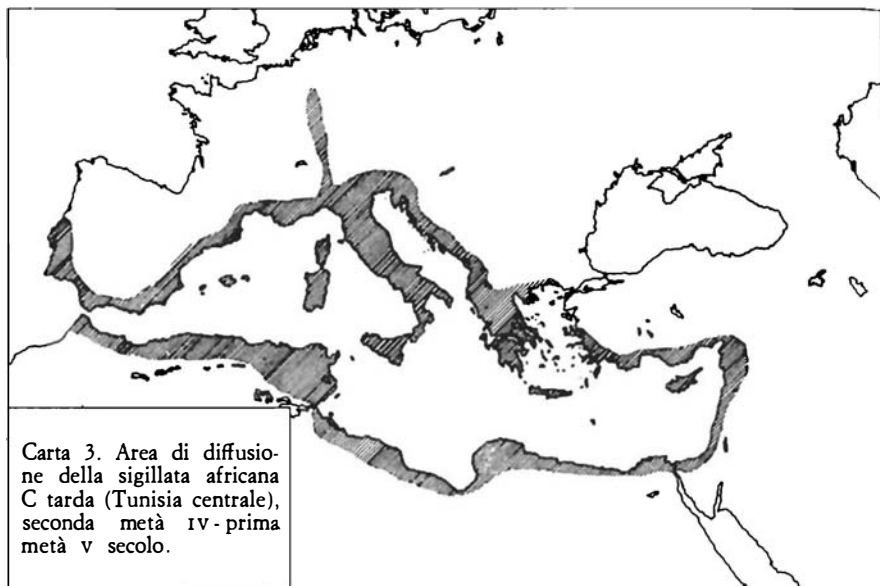 Carta 3. Area di diffusio-
ne della sigillata africana
C tarda (Tunisia centrale),
seconda metà IV - prima
metà V secolo.